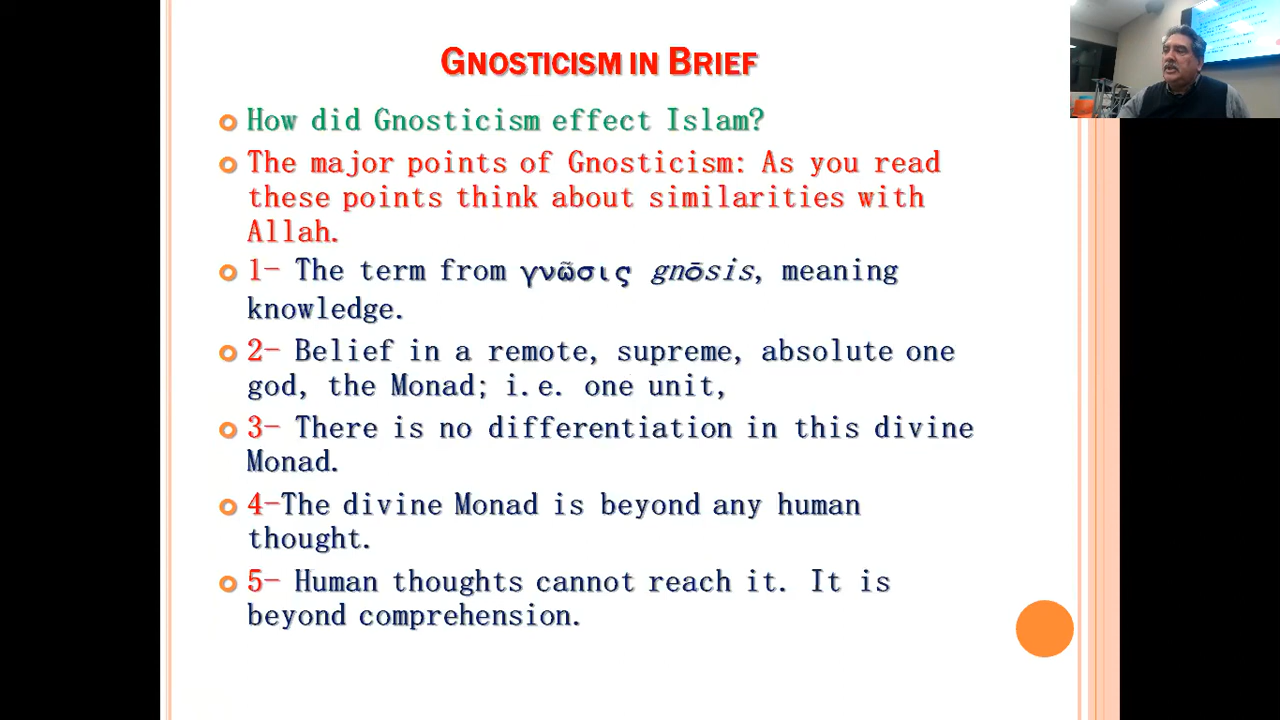 GNOSTICISM IN BRIEF
How did Gnosticism effect Islam?
The major points of Gnosticism: As you read
these points think about similarities with
Allah.
1- The term from γνῶσις gnōsis, meaning
knowledge.
2- Belief in a remote, supreme, absolute one
god, the Monad; i.e. one unit,
3- There is no differentiation in this divine
Monad.
4-The divine Monad is beyond any human
thought.
5- Human thoughts cannot reach it. It is
beyond comprehension.